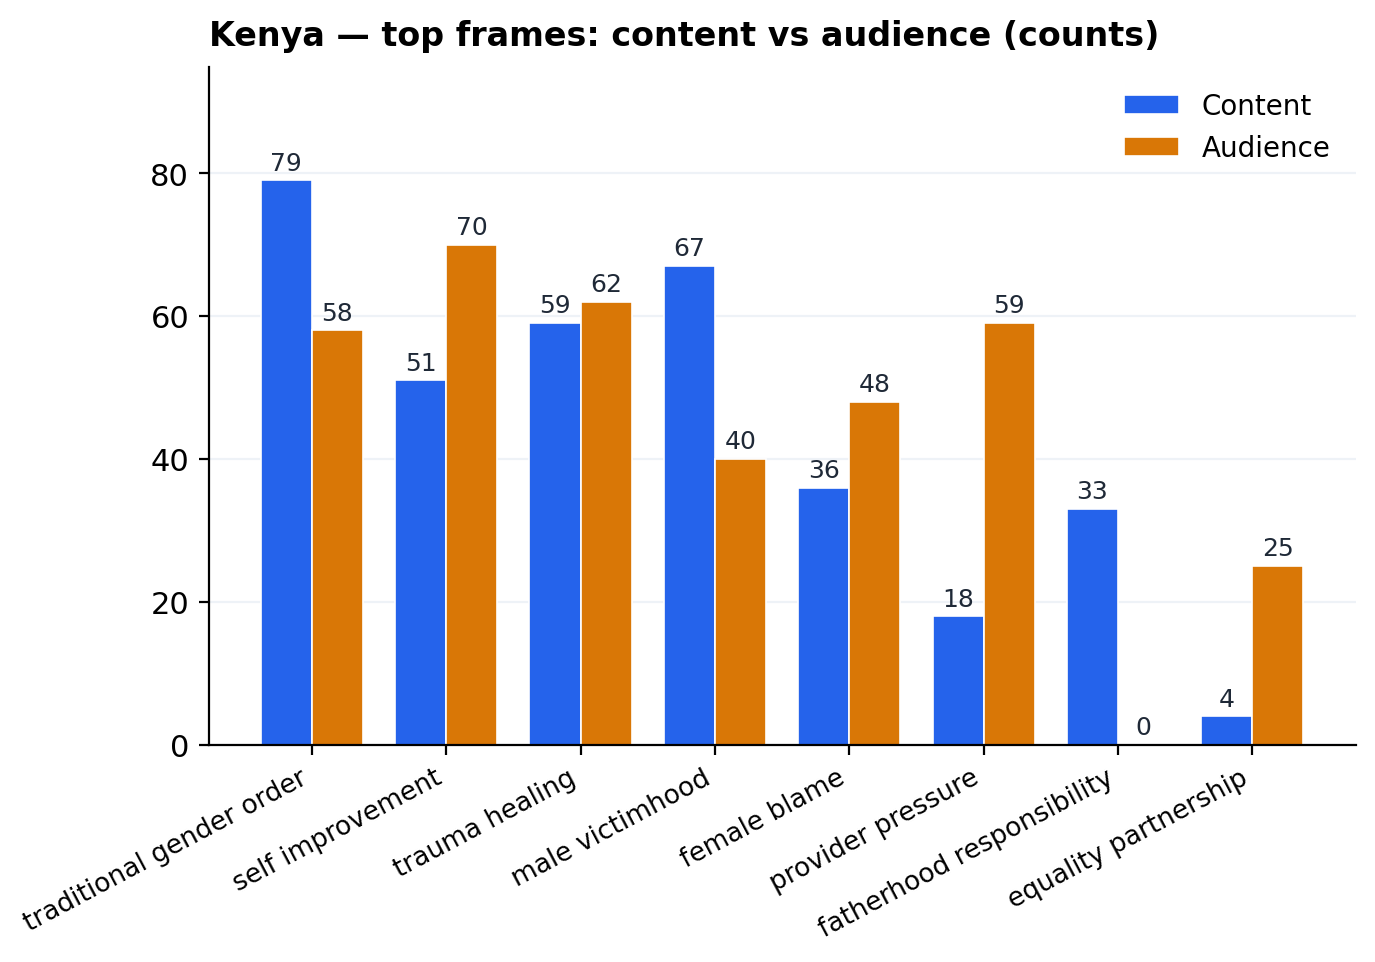 Kenya — top frames: content vs audience (counts)
Content
Audience
80
60
40
20
0
79
58
51
70
59
62
67
40
36
48
18
59
33
0
4
25
traditional gender order
self improvement
trauma healing
male victimhood
female blame
provider pressure
fatherhood responsibility
equality partnership